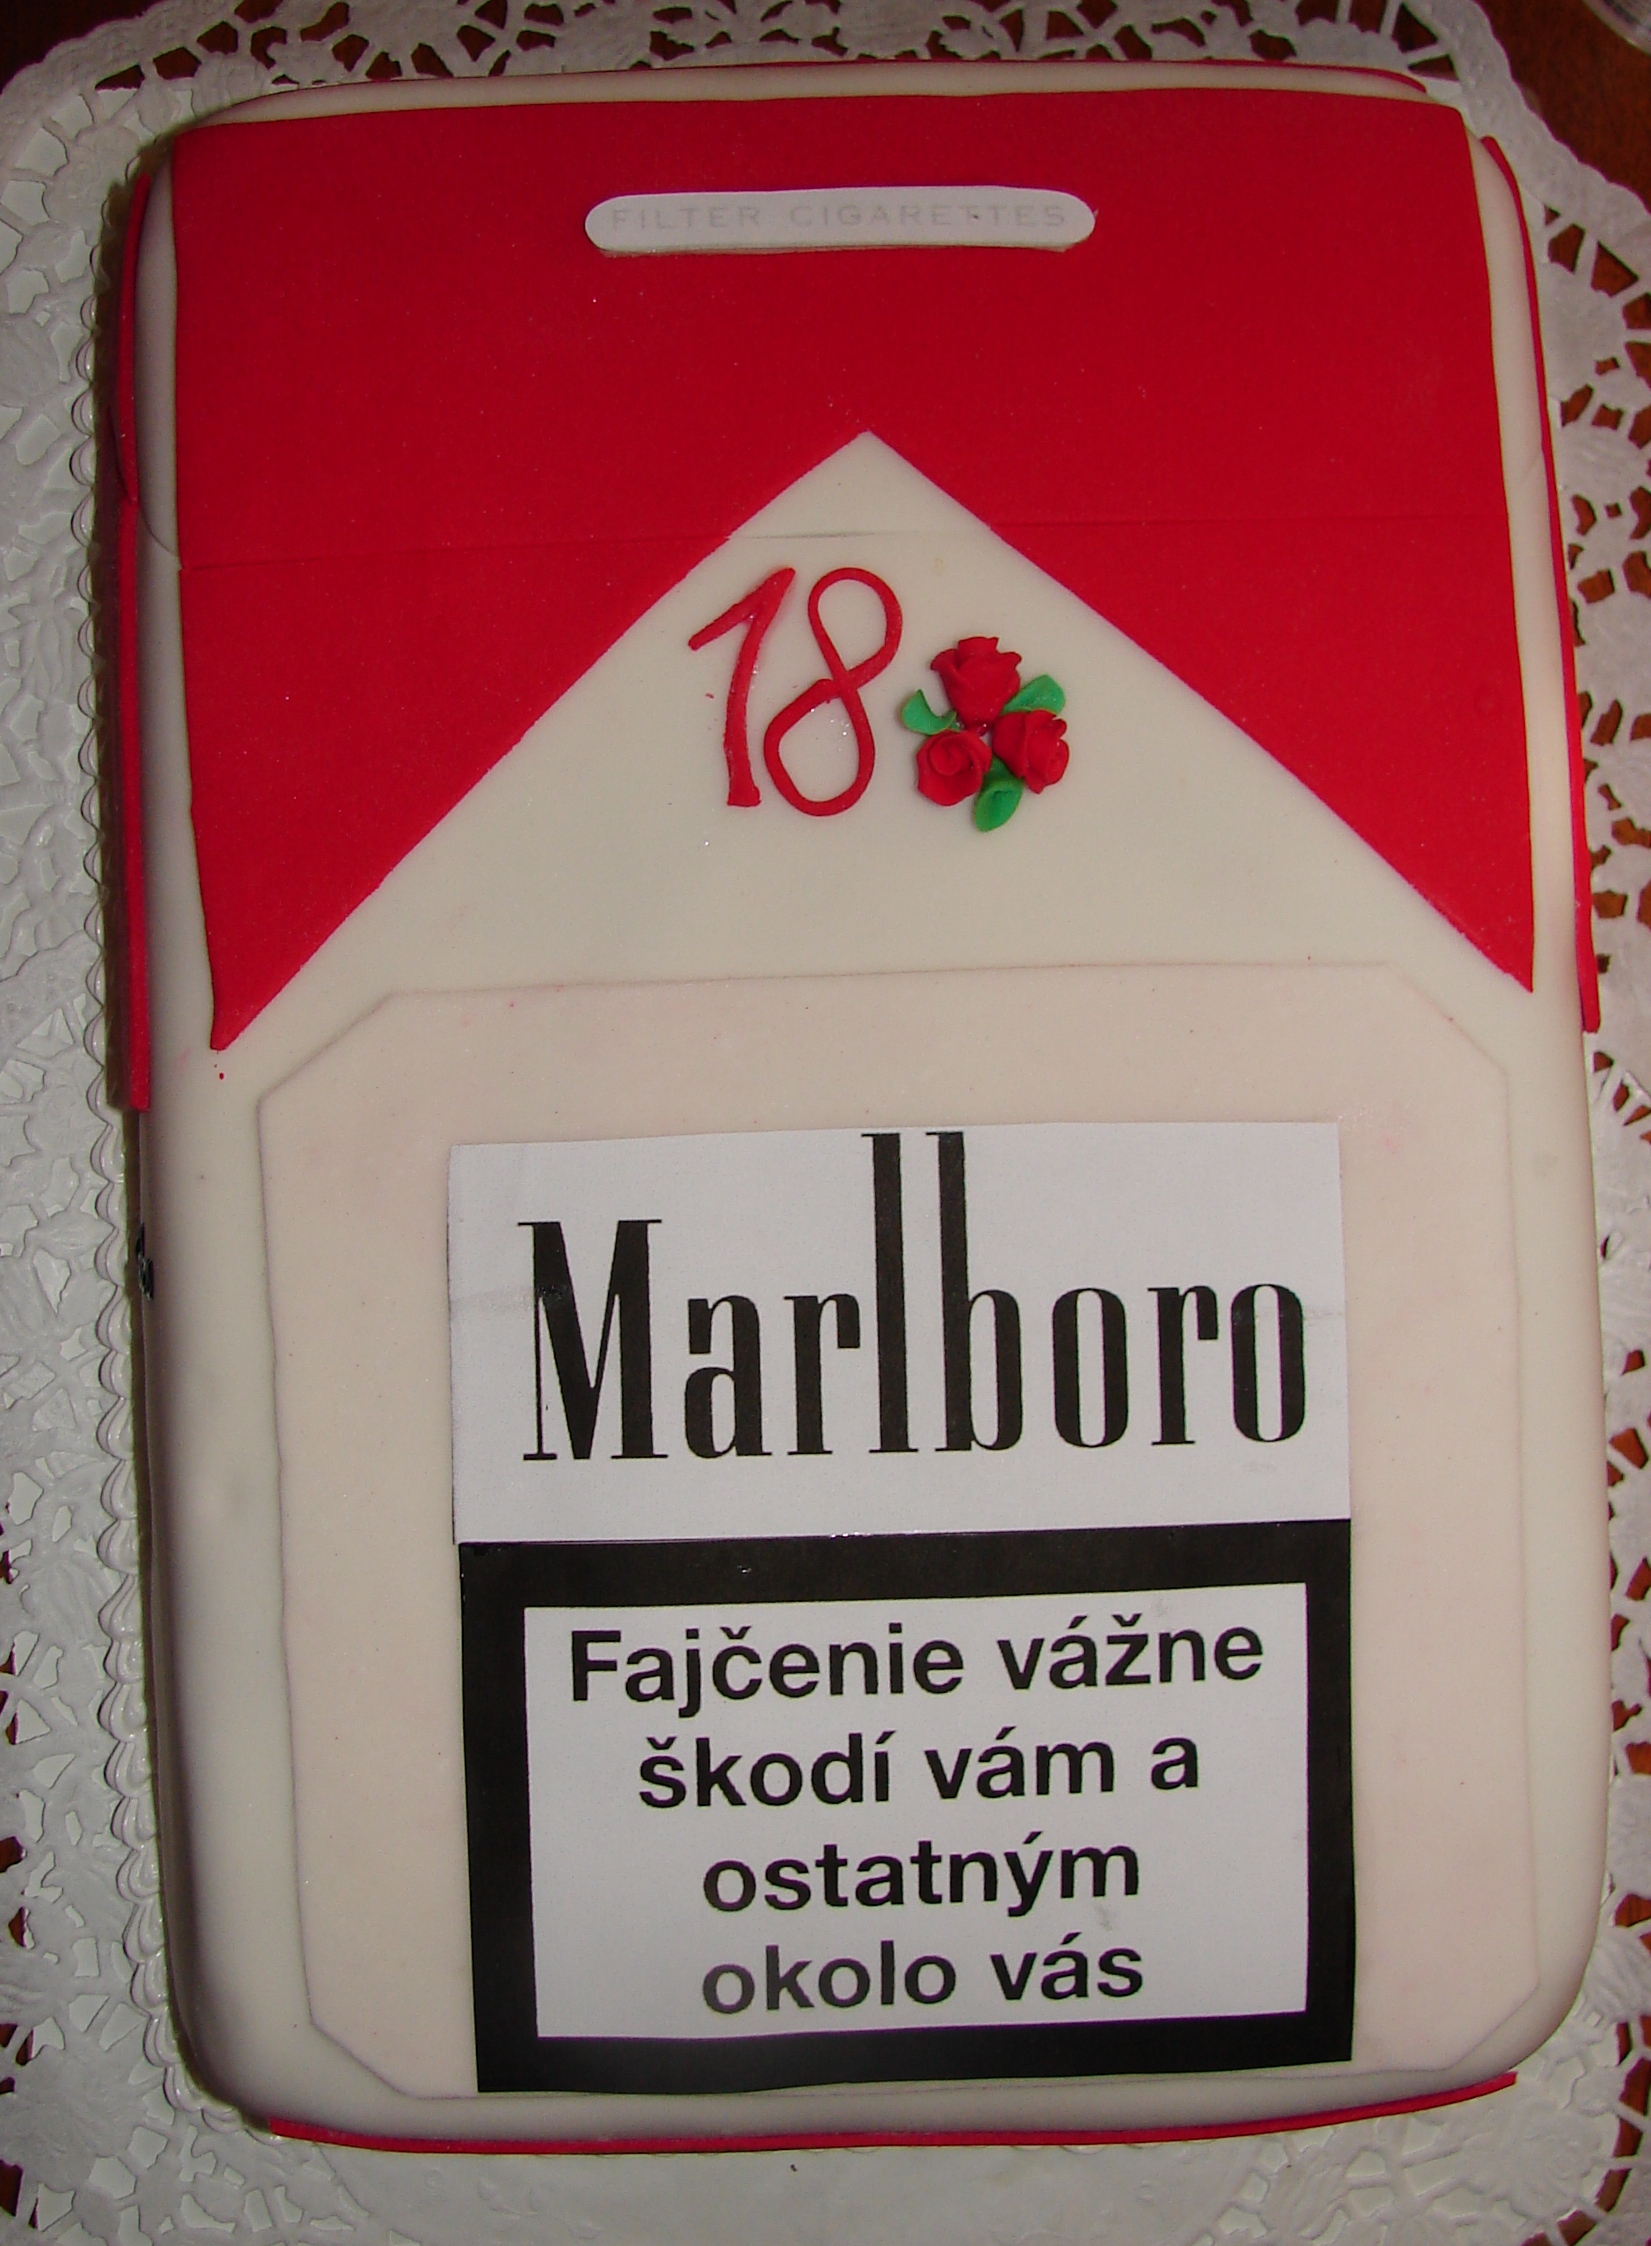 FILTER CIGARETTES
18
Marlboro
Fajčenie vážne
škodí vám a
ostatným
okolo vás